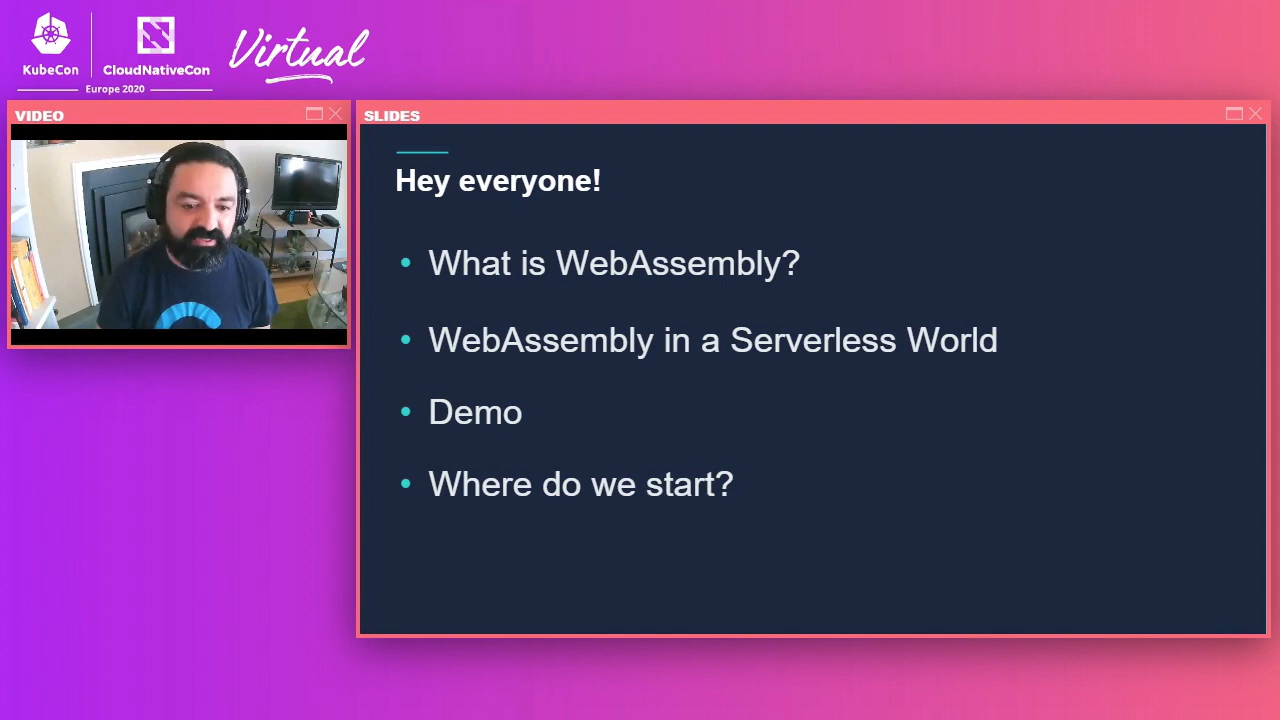 KubeCon
CloudNativeCon
Europe 2020
Virtual
VIDEO
SLIDES
Hey everyone!
• What is WebAssembly?
• WebAssembly in a Serverless World
• Demo
• Where do we start?